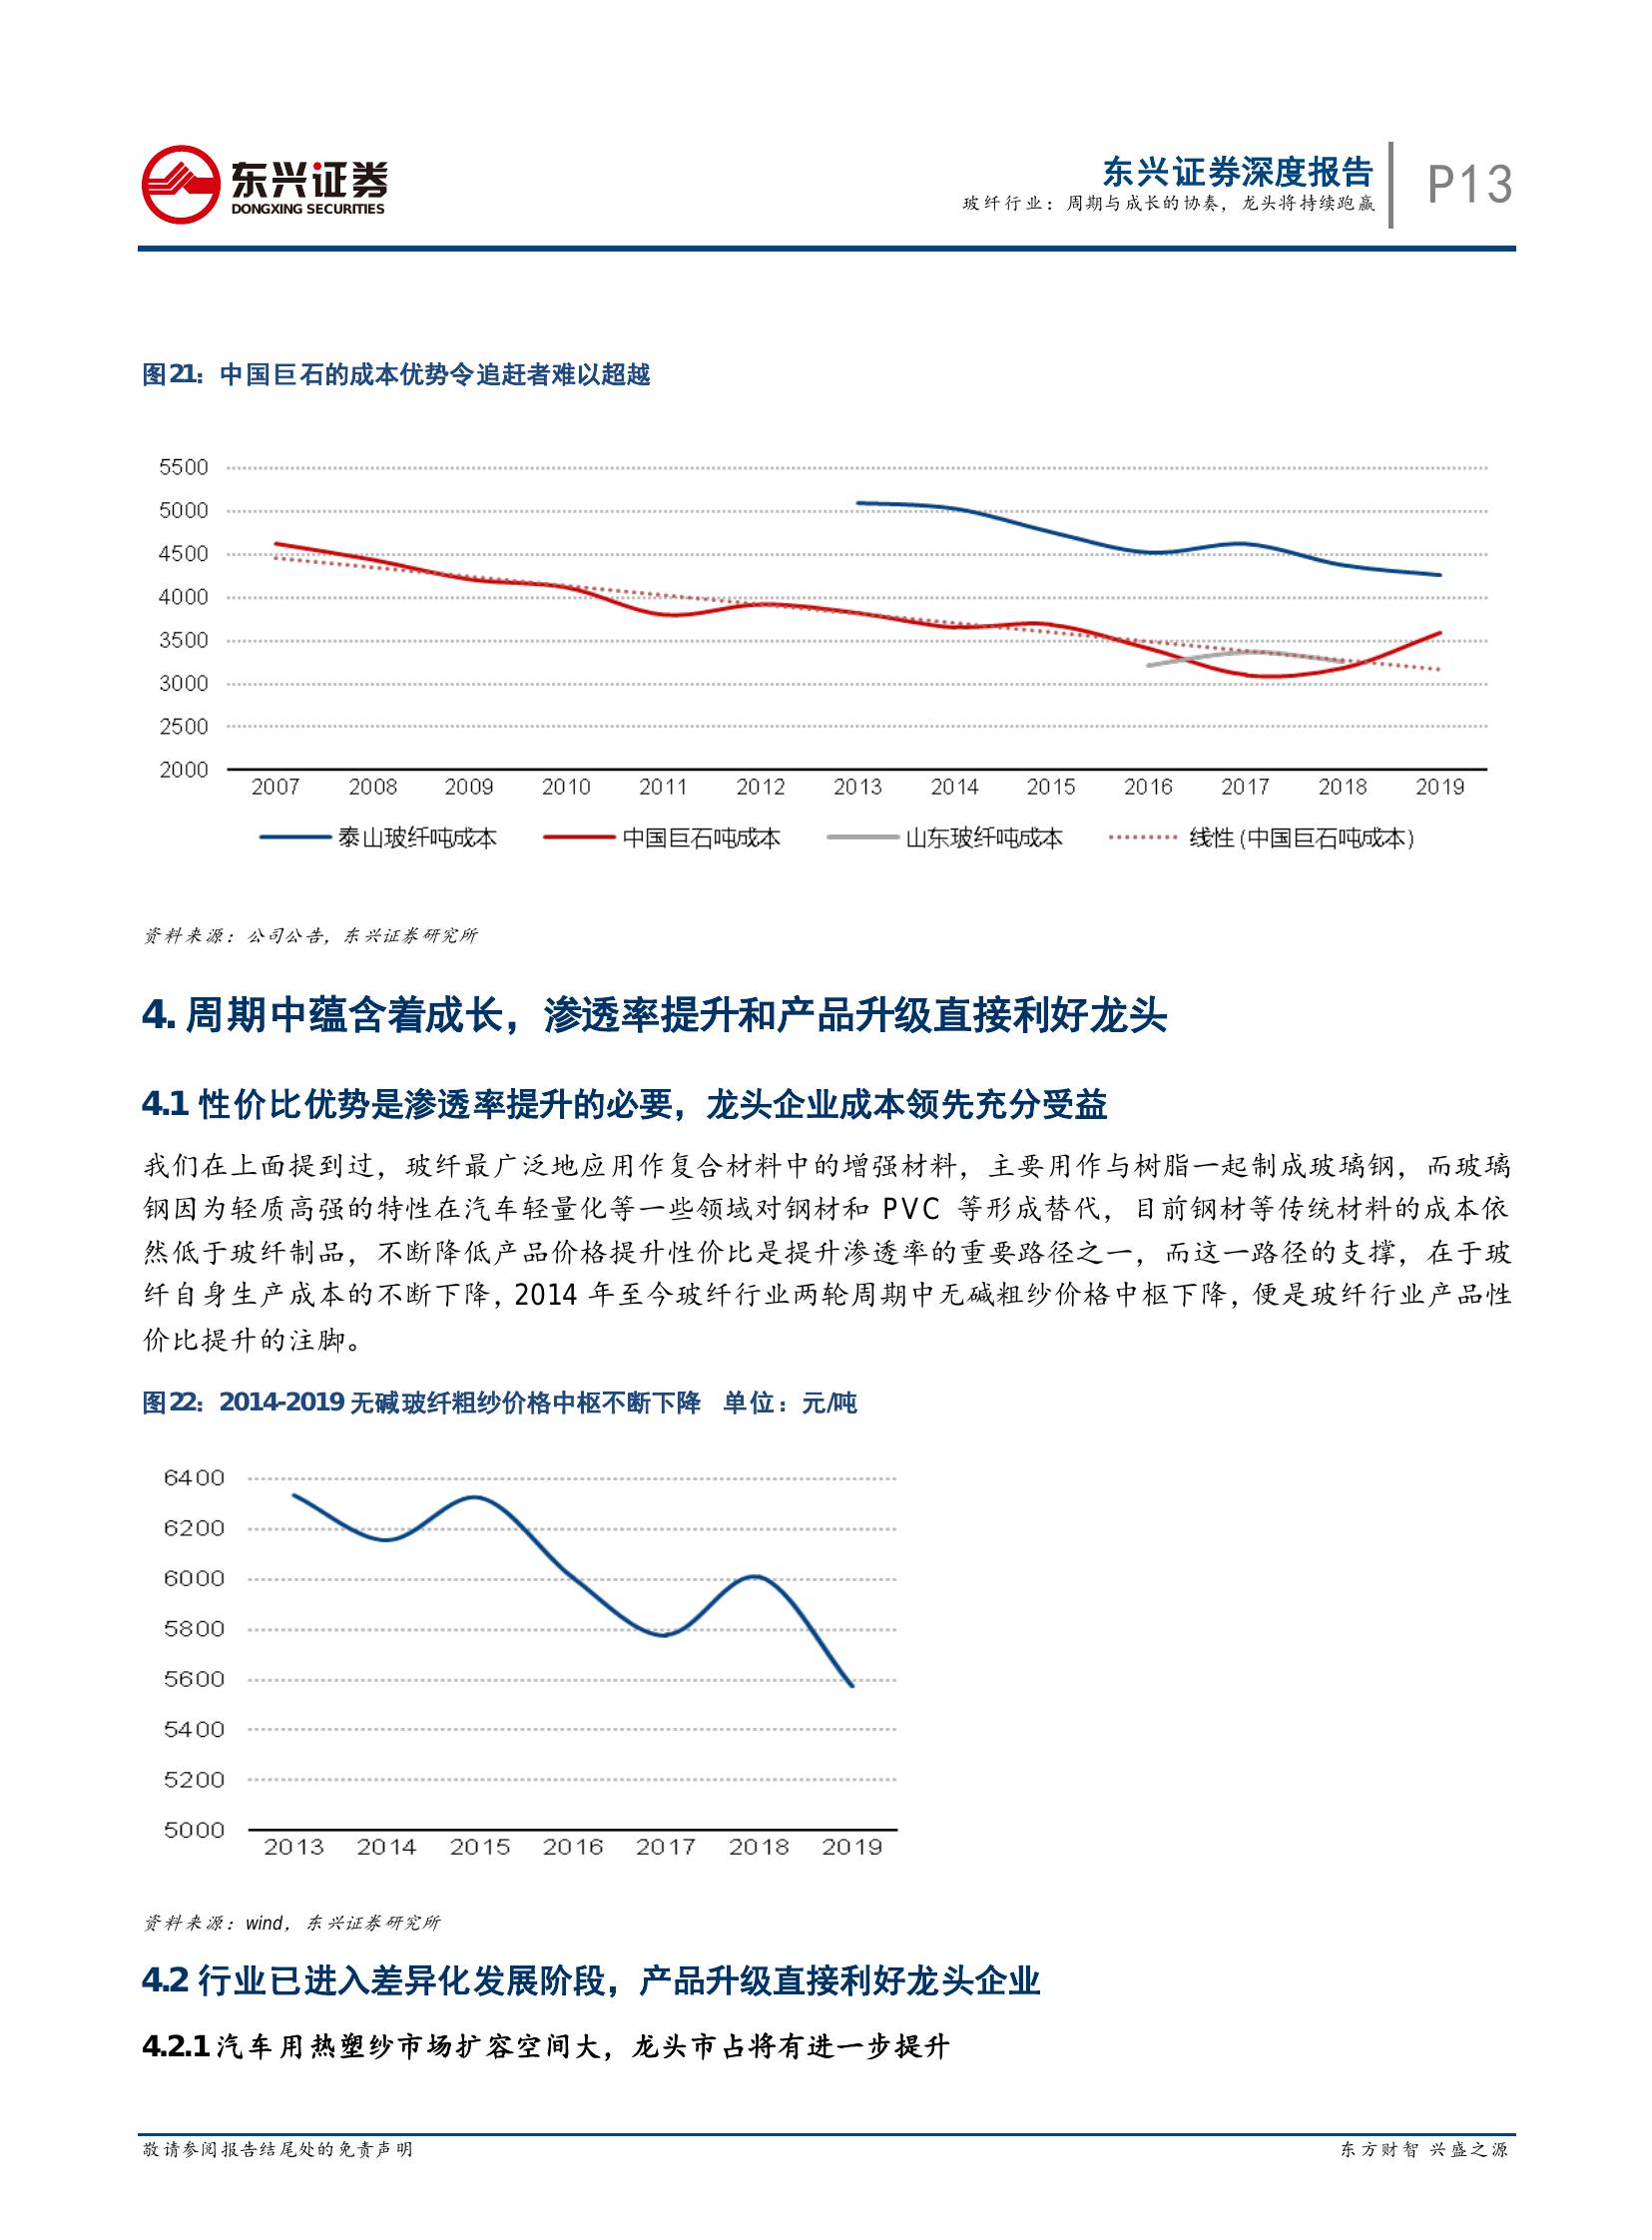 东兴证券
DONGXING SECURITIES
东兴证券深度报告
玻纤行业：周期与成长的协奏，龙头将持续跑赢
P13
图21：中国巨石的成本优势令追赶者难以超越
5500
5000
4500
4000
3500
3000
2500
2000
2007 2008 2009 2010 2011 2012 2013 2014 2015 2016 2017 2018 2019
泰山玻纤吨成本 中国巨石吨成本 山东玻纤吨成本 线性 (中国巨石吨成本)
资料来源：公司公告，东兴证券研究所
4. 周期中蕴含着成长，渗透率提升和产品升级直接利好龙头
4.1 性价比优势是渗透率提升的必要，龙头企业成本领先充分受益
我们在上面提到过，玻纤最广泛地应用作复合材料中的增强材料，主要用作与树脂一起制成玻璃钢，而玻璃
钢因为轻质高强的特性在汽车轻量化等一些领域对钢材和 PVC 等形成替代，目前钢材等传统材料的成本依
然低于玻纤制品，不断降低产品价格提升性价比是提升渗透率的重要路径之一，而这一路径的支撑，在于玻
纤自身生产成本的不断下降，2014 年至今玻纤行业两轮周期中无碱粗纱价格中枢下降，便是玻纤行业产品性
价比提升的注脚。
图22：2014-2019 无碱玻纤粗纱价格中枢不断下降 单位：元/吨
6400
6200
6000
5800
5600
5400
5200
5000
2013 2014 2015 2016 2017 2018 2019
资料来源：wind，东兴证券研究所
4.2 行业已进入差异化发展阶段，产品升级直接利好龙头企业
4.2.1 汽车用热塑纱市场扩容空间大，龙头市占将有进一步提升
敬请参阅报告结尾处的免责声明
东方财智 兴盛之源